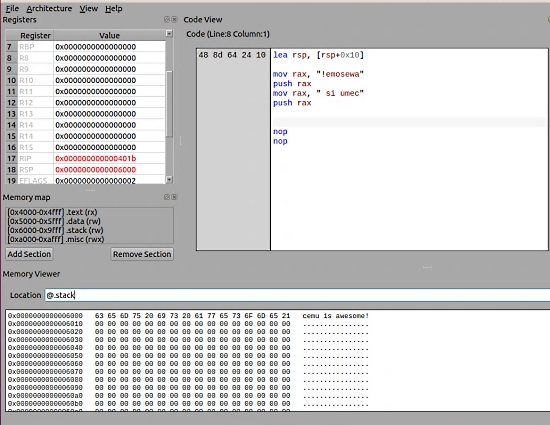 File Architecture View Help
Registers
Register Value
7 RBP 0x0000000000000000
8 R8 0x0000000000000000
9 R9 0x0000000000000000
10 R10 0x0000000000000000
11 R11 0x0000000000000000
12 R12 0x0000000000000000
13 R13 0x0000000000000000
14 R14 0x0000000000000000
15 R14 0x0000000000000000
16 R15 0x0000000000000000
17 RIP 0x000000000000401b
18 RSP 0x0000000000006000
19 EFLAGS 0x0000000000000002
Memory map
[0x4000-0x4fff] .text (rx)
[0x5000-0x5fff] .data (rw)
[0x6000-0x9fff] .stack (rw)
[0xa000-0xafff] .misc (rwx)
Add Section Remove Section
Code View
Code (Line:8 Column:1)
48 8d 64 24 10
lea rsp, [rsp+0x10]
mov rax, "!emosewa"
push rax
mov rax, " si umec"
push rax
nop
nop
Memory Viewer
Location @.stack
0x0000000000006000 63 65 6D 75 20 69 73 20 61 77 65 73 6F 6D 65 21 cemu is awesome!
0x0000000000006010 00 00 00 00 00 00 00 00 00 00 00 00 00 00 00 00 ................
0x0000000000006020 00 00 00 00 00 00 00 00 00 00 00 00 00 00 00 00 ................
0x0000000000006030 00 00 00 00 00 00 00 00 00 00 00 00 00 00 00 00 ................
0x0000000000006040 00 00 00 00 00 00 00 00 00 00 00 00 00 00 00 00 ................
0x0000000000006050 00 00 00 00 00 00 00 00 00 00 00 00 00 00 00 00 ................
0x0000000000006060 00 00 00 00 00 00 00 00 00 00 00 00 00 00 00 00 ................
0x0000000000006070 00 00 00 00 00 00 00 00 00 00 00 00 00 00 00 00 ................
0x0000000000006080 00 00 00 00 00 00 00 00 00 00 00 00 00 00 00 00 ................
0x0000000000006090 00 00 00 00 00 00 00 00 00 00 00 00 00 00 00 00 ................
0x00000000000060a0 00 00 00 00 00 00 00 00 00 00 00 00 00 00 00 00 ................
0x00000000000060b0 00 00 00 00 00 00 00 00 00 00 00 00 00 00 00 00 ................